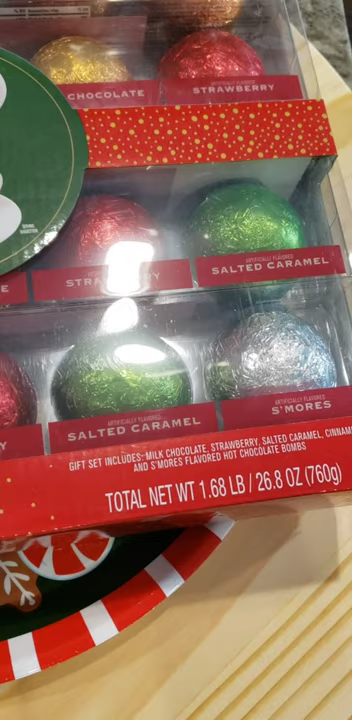 CHOCOLATE
ARTIFICIALLY FLAVORED
STRAWBERRY
ARTIFICIALLY FLAVORED
SALTED CARAMEL
ARTIFICIALLY FLAVORED
S'MORES
ARTIFICIALLY FLAVORED
SALTED CARAMEL
GIFT SET INCLUDES: MILK CHOCOLATE, STRAWBERRY, SALTED CARAMEL, CINNAM
AND S'MORES FLAVORED HOT CHOCOLATE BOMBS
TOTAL NET WT 1.68 LB / 26.8 OZ (760g)